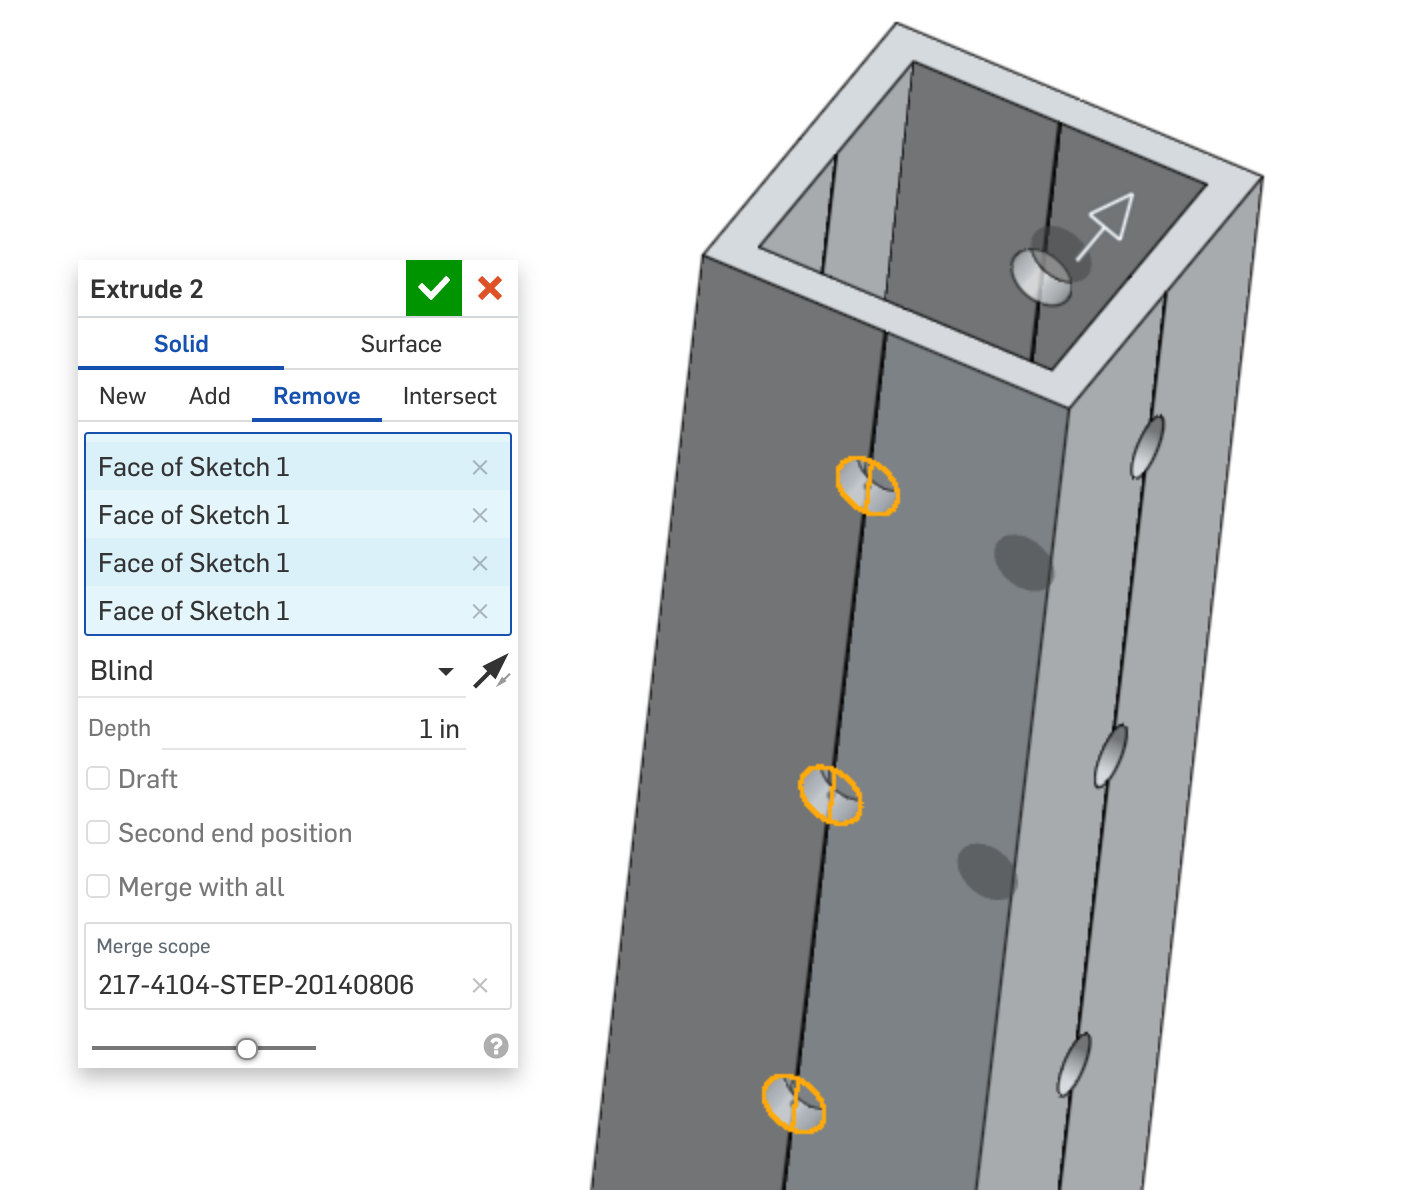 Extrude 2
Solid Surface
New Add Remove Intersect
Face of Sketch 1
Face of Sketch 1
Face of Sketch 1
Face of Sketch 1
Blind
Depth 1 in
Draft
Second end position
Merge with all
Merge scope
217-4104-STEP-20140806
?